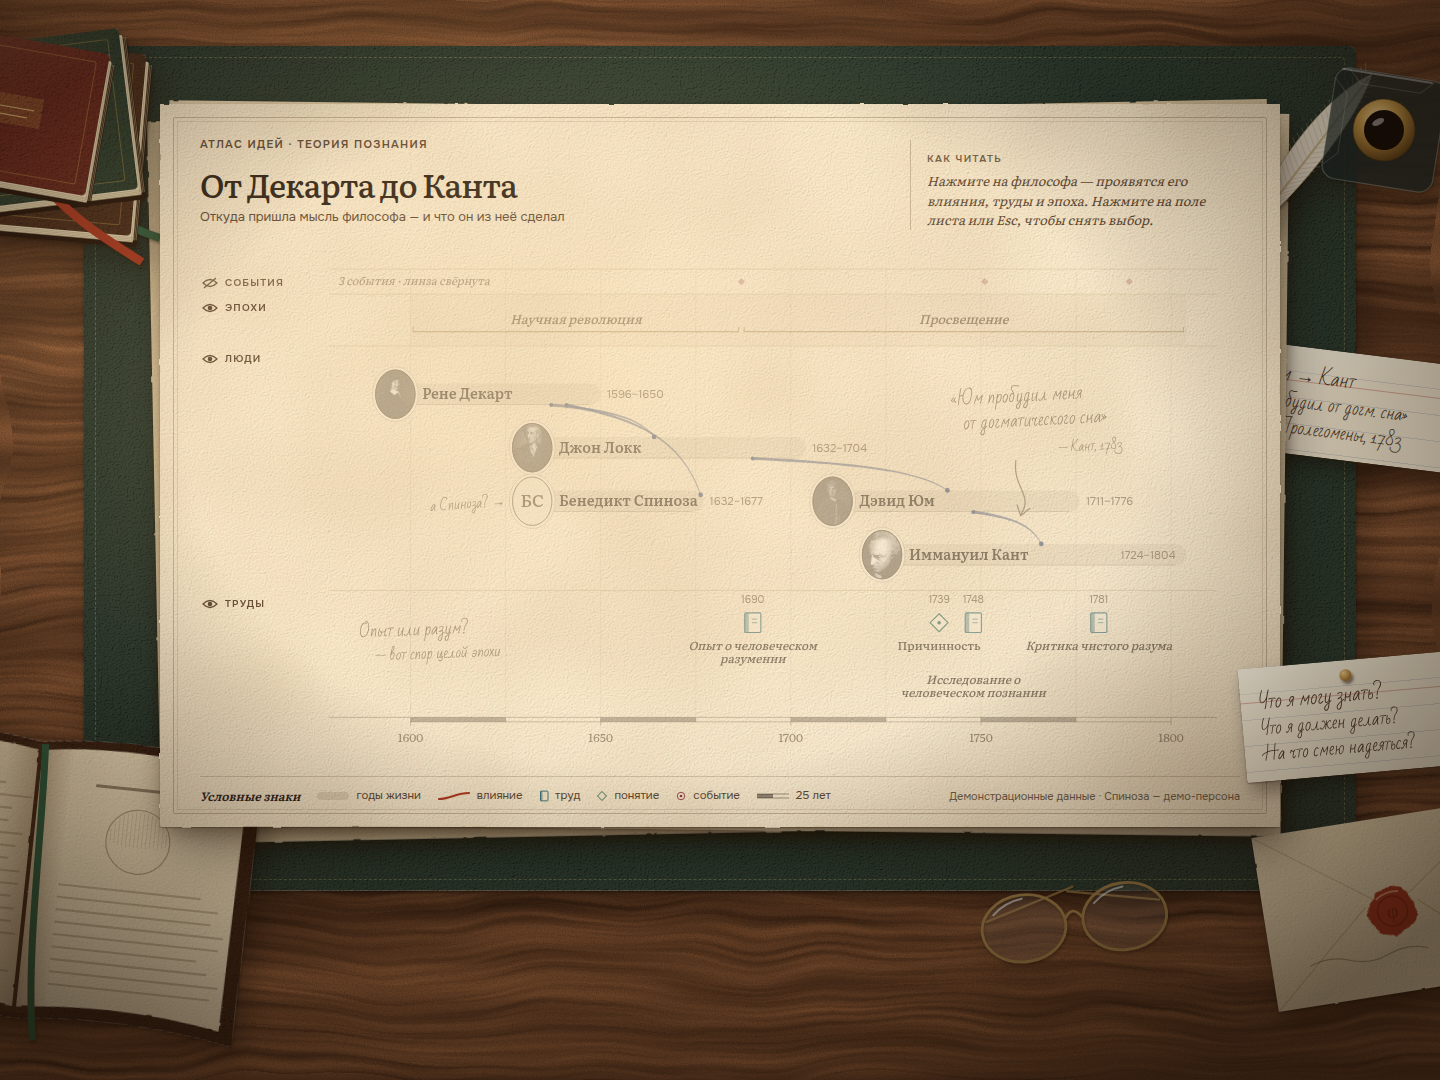 АТЛАС ИДЕЙ · ТЕОРИЯ ПОЗНАНИЯ
От Декарта до Канта
Откуда пришла мысль философа — и что он из неё сделал
КАК ЧИТАТЬ
Нажмите на философа — проявятся его
влияния, труды и эпоха. Нажмите на поле
листа или Esc, чтобы снять выбор.
СОБЫТИЯ
3 события · линза свёрнута
ЭПОХИ
Научная революция
Просвещение
ЛЮДИ
Рене Декарт
1596–1650
«Юм пробудил меня
от догматического сна»
— Кант, 1783
Джон Локк
1632–1704
а Спиноза? →
БС
Бенедикт Спиноза
1632–1677
Дэвид Юм
1711–1776
Иммануил Кант
1724–1804
ТРУДЫ
Опыт или разум?
— вот спор целой эпохи
1690
1739
1748
1781
Опыт о человеческом
разумении
Причинность
Критика чистого разума
Исследование о
человеческом познании
1600
1650
1700
1750
1800
Условные знаки
годы жизни
влияние
труд
понятие
событие
25 лет
Демонстрационные данные · Спиноза — демо-персона
→ Кант
от догм. сна»
Пролегомены, 1783
Что я могу знать?
Что я должен делать?
На что смею надеяться?
φ